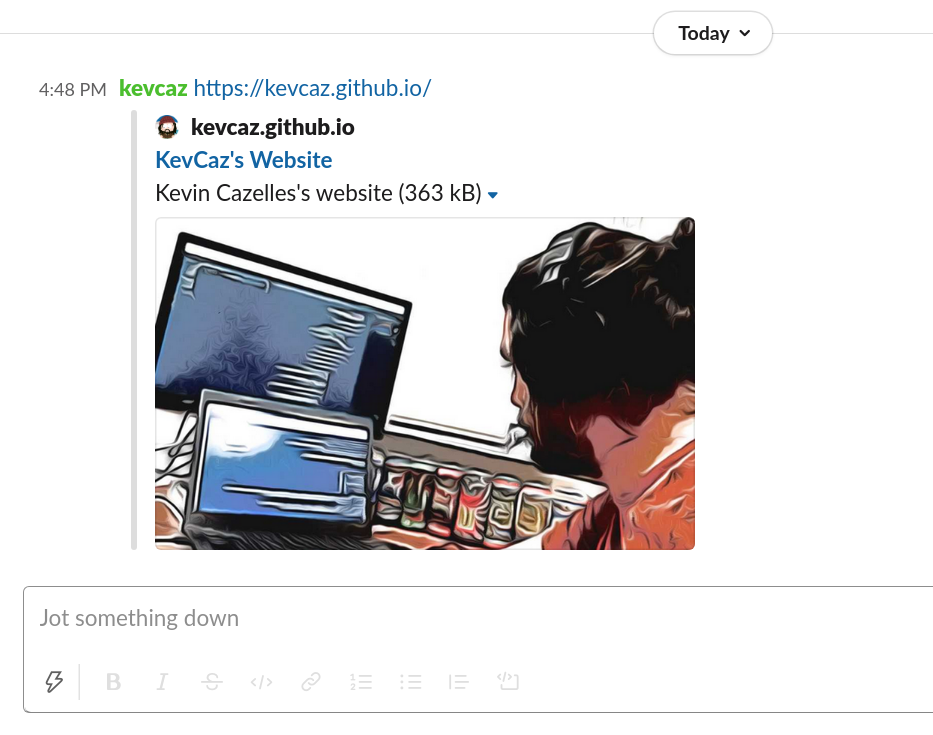 Today
4:48 PM kevcaz https://kevcaz.github.io/
kevcaz.github.io
KevCaz's Website
Kevin Cazelles's website (363 kB)
Jot something down